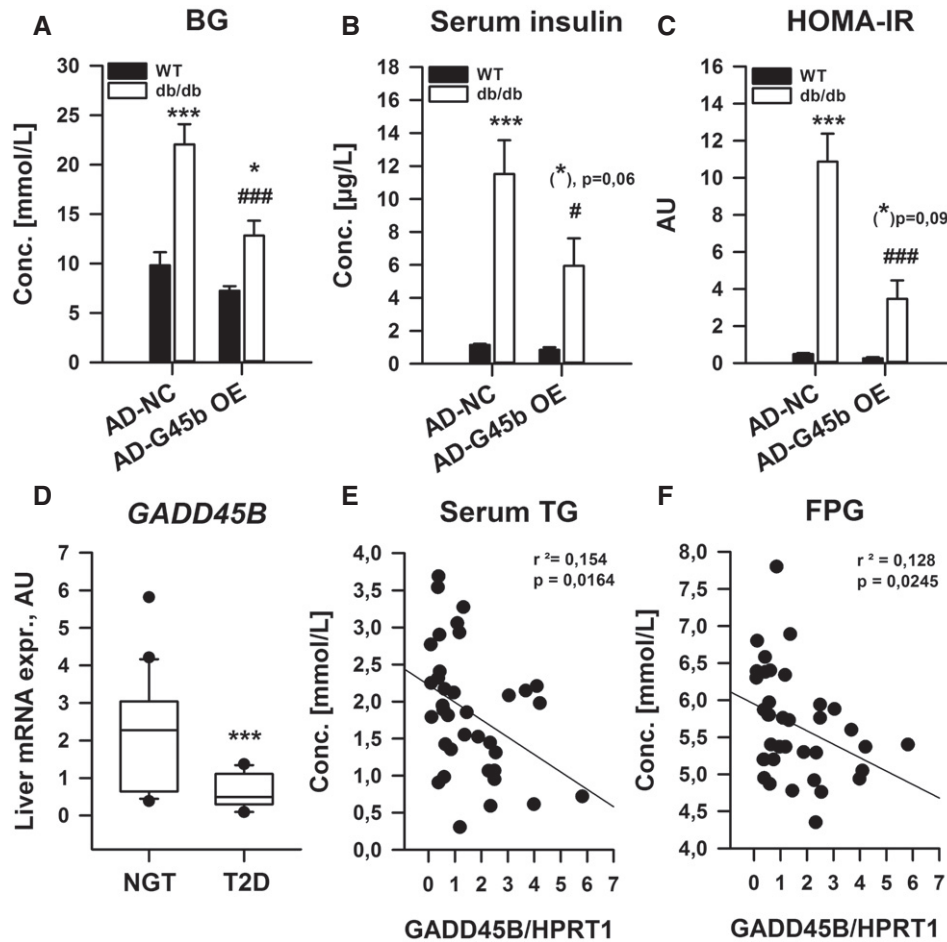 A
BG
WT
db/db
***
*
###
Conc. [mmol/L]
30
25
20
15
10
5
0
AD-NC
AD-G45b OE
B
Serum insulin
WT
db/db
***
(*), p=0,06
#
Conc. [µg/L]
18
16
14
12
10
8
6
4
2
0
AD-NC
AD-G45b OE
C
HOMA-IR
WT
db/db
***
(*)p=0,09
###
AU
16
14
12
10
8
6
4
2
0
AD-NC
AD-G45b OE
D
GADD45B
***
Liver mRNA expr., AU
7
6
5
4
3
2
1
0
NGT
T2D
E
Serum TG
r ²= 0,154
p = 0,0164
Conc. [mmol/L]
4,0
3,5
3,0
2,5
2,0
1,5
1,0
0,5
0,0
0 1 2 3 4 5 6 7
GADD45B/HPRT1
F
FPG
r ² = 0,128
p = 0,0245
Conc. [mmol/L]
8,0
7,5
7,0
6,5
6,0
5,5
5,0
4,5
4,0
0 1 2 3 4 5 6 7
GADD45B/HPRT1